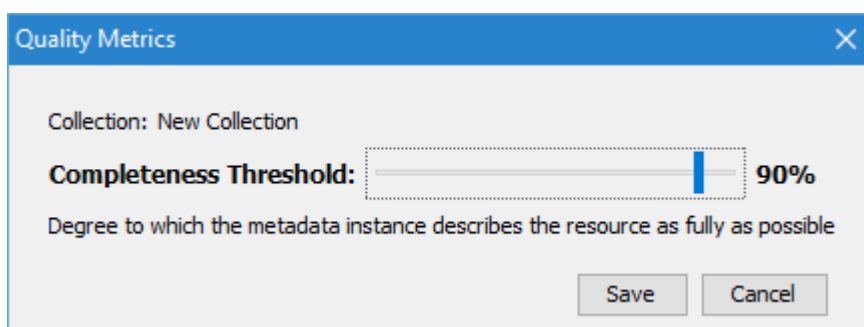 Quality Metrics
Collection: New Collection
Completeness Threshold: 90%
Degree to which the metadata instance describes the resource as fully as possible
Save Cancel